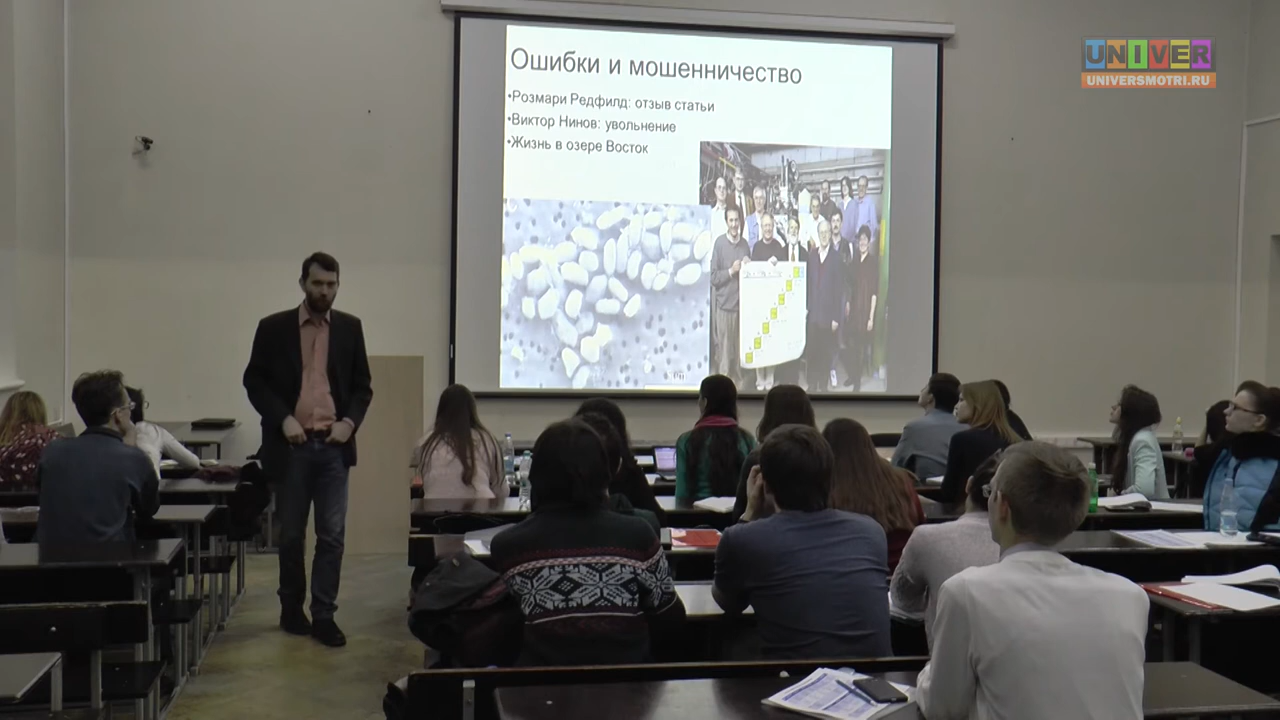 Ошибки и мошенничество
•Розмари Редфилд: отзыв статьи
•Виктор Нинов: увольнение
•Жизнь в озере Восток
UNIVER
UNIVERSMOTRI.RU